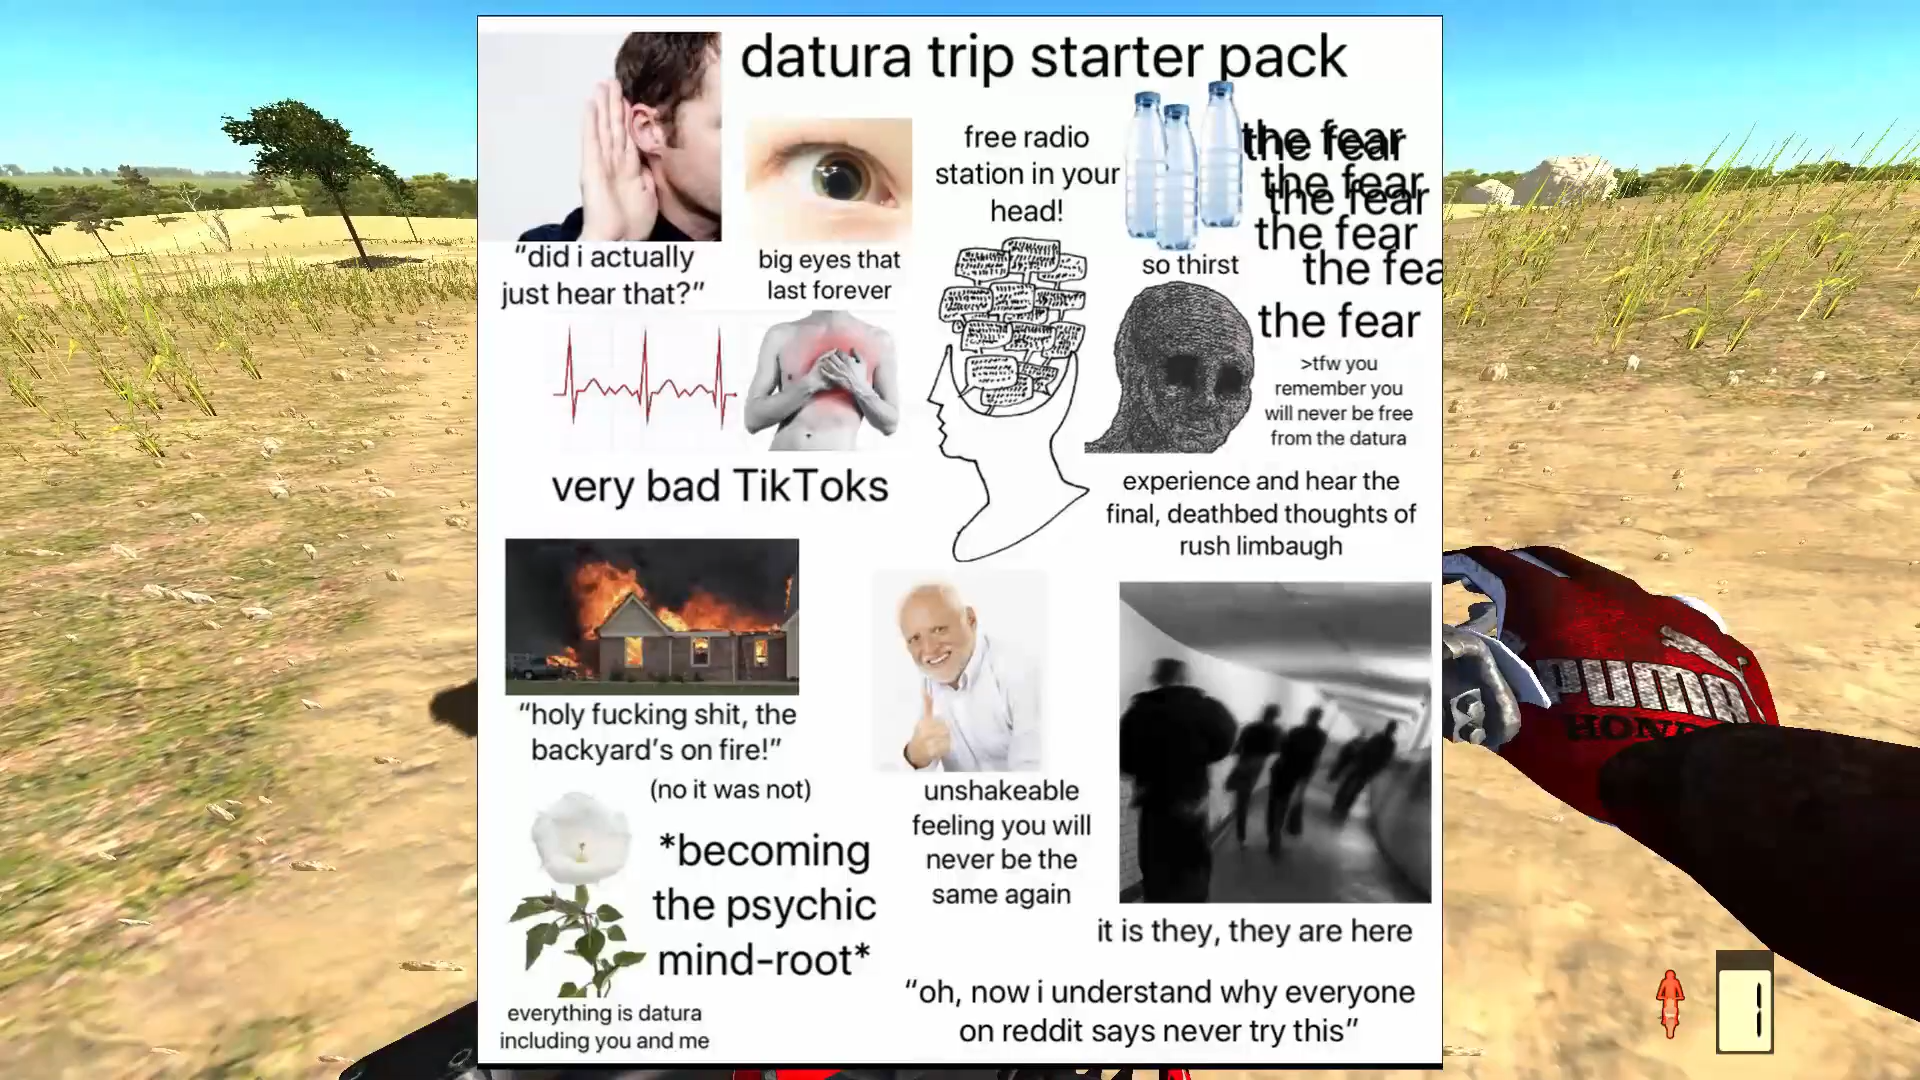 datura trip starter pack
"did i actually
just hear that?"
big eyes that
last forever
free radio
station in your
head!
so thirst
the fear
the fear
the fear
the fear
the fear
the fea
the fear
>tfw you
remember you
will never be free
from the datura
very bad TikToks
experience and hear the
final, deathbed thoughts of
rush limbaugh
"holy fucking shit, the
backyard's on fire!"
(no it was not)
*becoming
the psychic
mind-root*
everything is datura
including you and me
unshakeable
feeling you will
never be the
same again
it is they, they are here
"oh, now i understand why everyone
on reddit says never try this"
PUMA
HOND
1